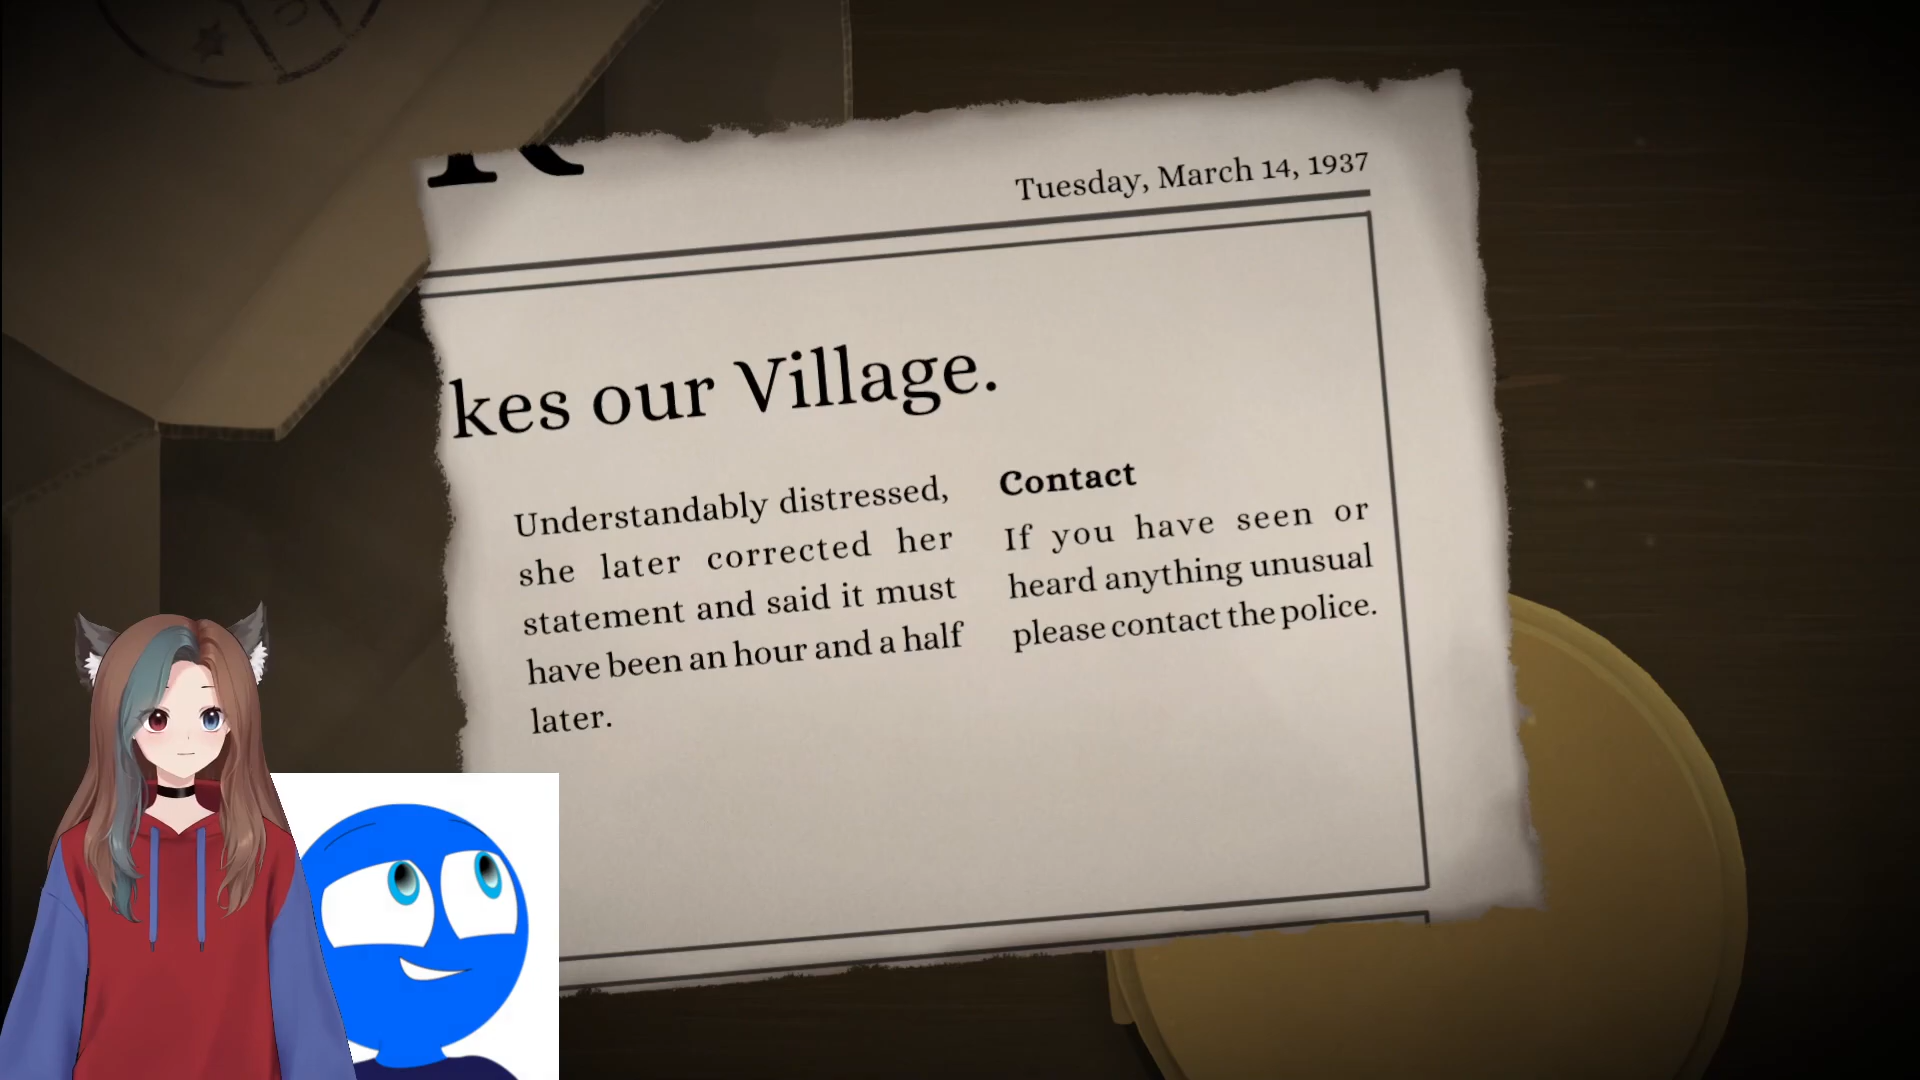 Tuesday, March 14, 1937
kes our Village.
Understandably distressed,
she later corrected her
statement and said it must
have been an hour and a half
later.
Contact
If you have seen or
heard anything unusual
please contact the police.